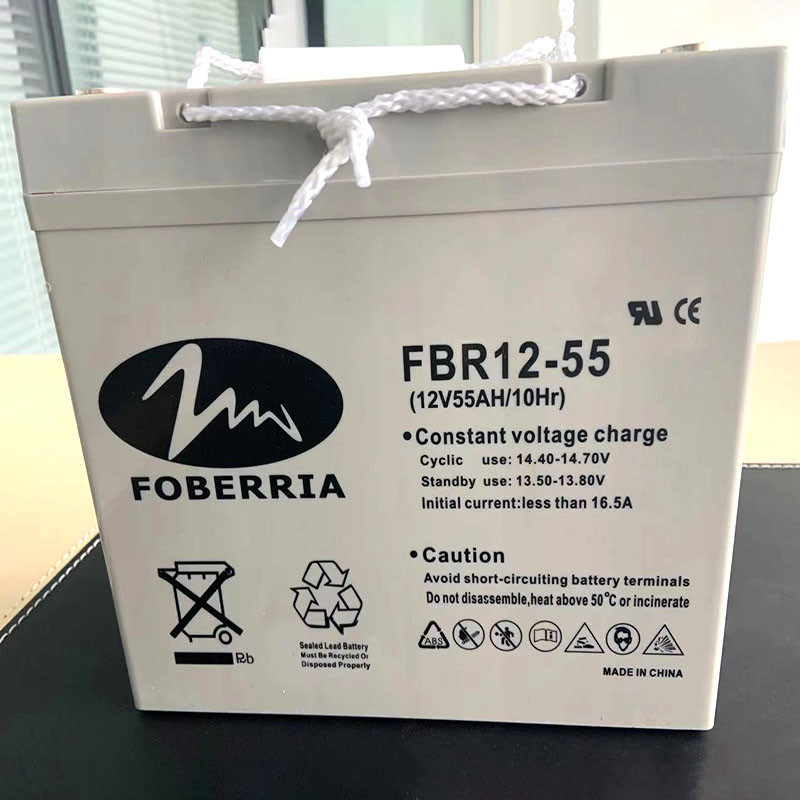 FBR12-55
(12V55AH/10Hr)
•Constant voltage charge
Cyclic use: 14.40-14.70V
Standby use: 13.50-13.80V
Initial current:less than 16.5A
FOBERRIA
•Caution
Avoid short-circuiting battery terminals
Do not disassemble,heat above 50°C or incinerate
ABS
Pb
Sealed Lead Battery
Must Be Recycled Or
Disposed Properly
MADE IN CHINA
RU CE